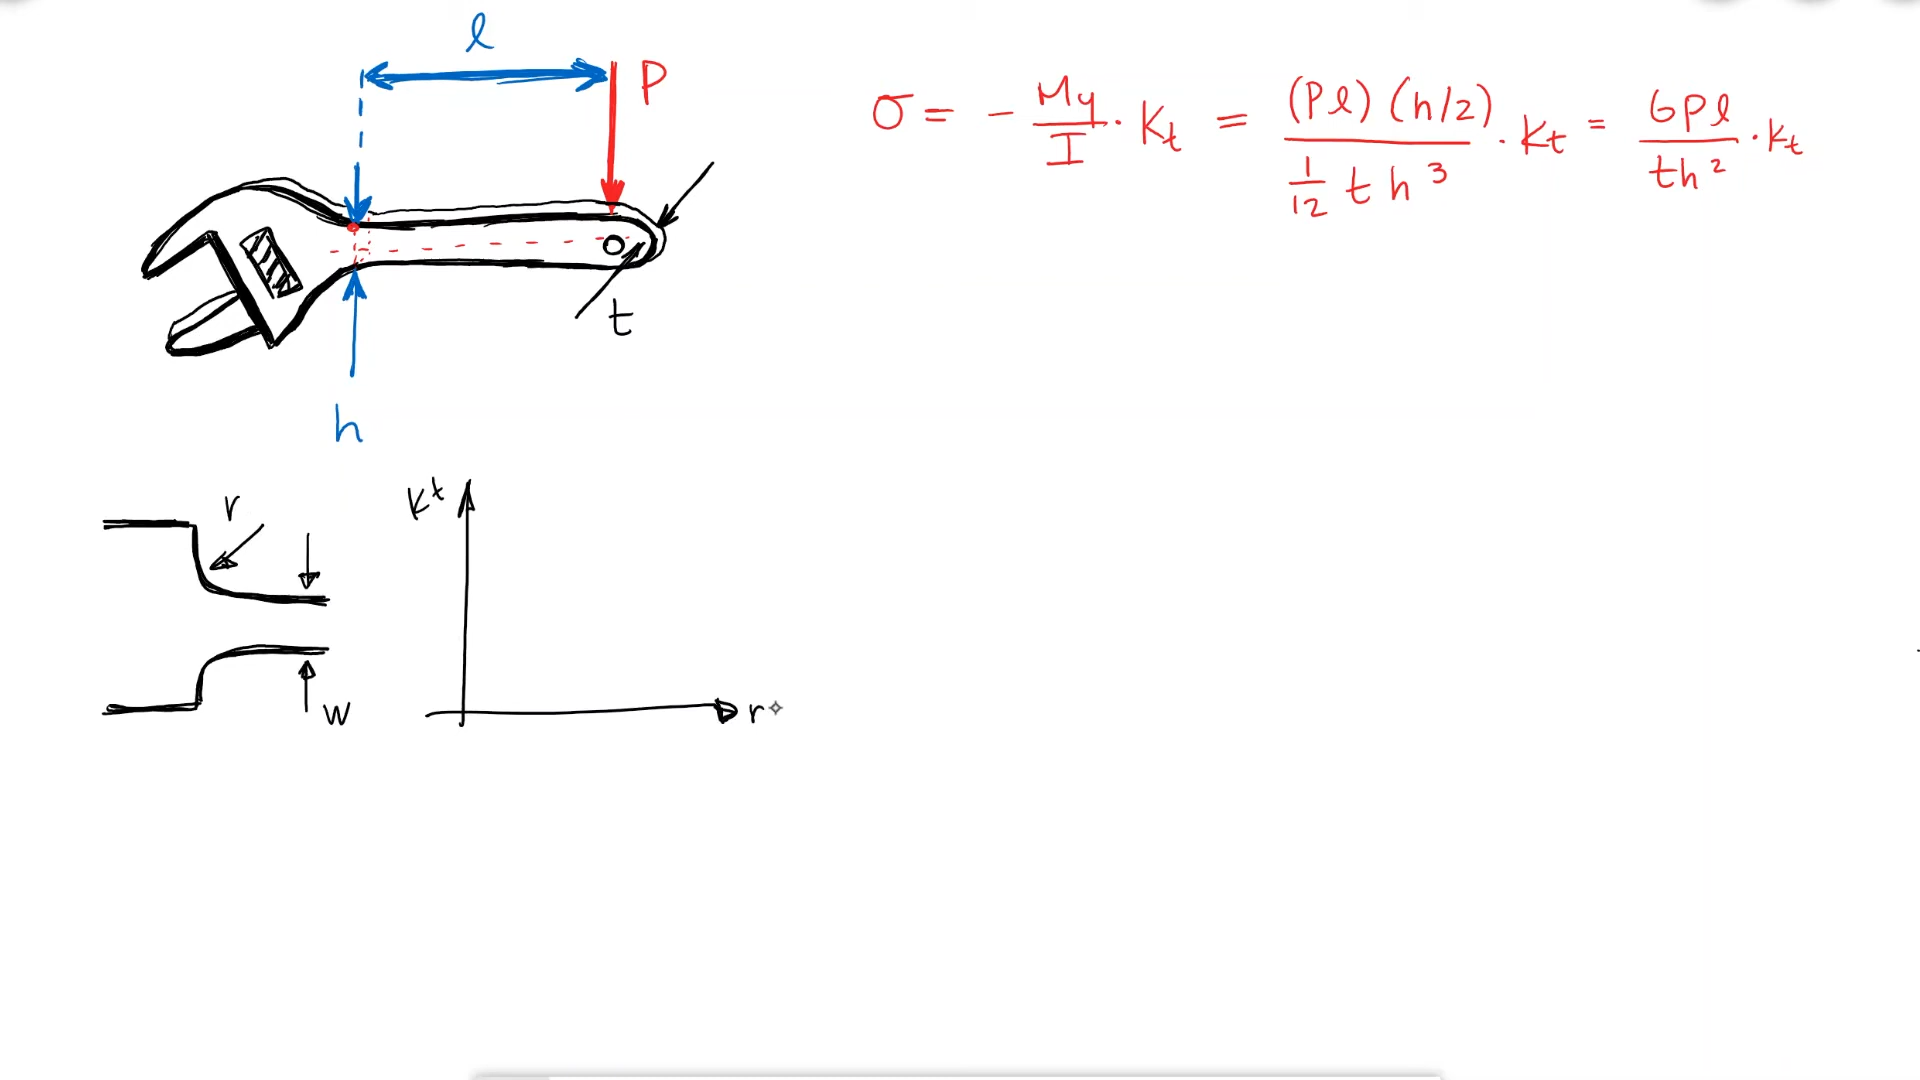 l
P
σ = - My/I · Kt = (Pl)(h/2) / (1/12 t h³) · Kt = 6Pl / th² · Kt
t
h
r
Kt
w
r